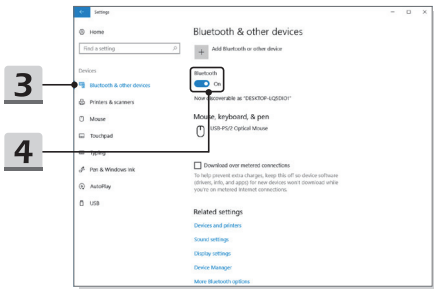 Settings
Home
Find a setting
Devices
Bluetooth & other devices
Printers & scanners
Mouse
Touchpad
Typing
Pen & Windows Ink
AutoPlay
USB
3
4
Bluetooth & other devices
Add Bluetooth or other device
Bluetooth
On
Now discoverable as "DESKTOP-LQSDI01"
Mouse, keyboard, & pen
USB-PS/2 Optical Mouse
Download over metered connections
To help prevent extra charges, keep this off so device software
(drivers, info, and apps) for new devices won't download while
you're on metered Internet connections.
Related settings
Devices and printers
Sound settings
Display settings
Device Manager
More Bluetooth options